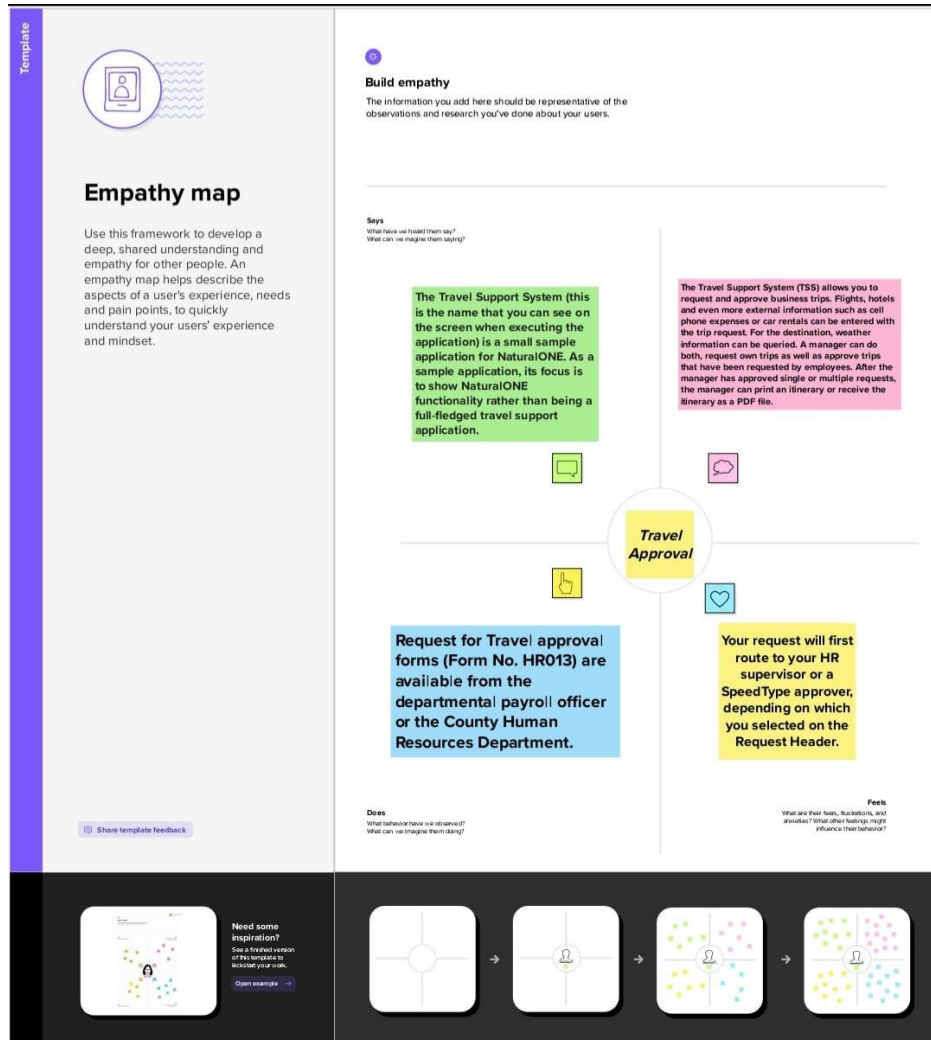 Template
Empathy map
Use this framework to develop a
deep, shared understanding and
empathy for other people. An
empathy map helps describe the
aspects of a user's experience, needs
and pain points, to quickly
understand your users' experience
and mindset.
Share template feedback
Build empathy
The information you add here should be representative of the
observations and research you've done about your users.
Says
What have we heard them say?
What can we magine them saying?
The Travel Support System (this
is the name that you can see on
the screen when executing the
application) is a small sample
application for NaturalONE. As a
sample application, its focus is
to show NaturalONE
functionality rather than being a
full-fledged travel support
application.
The Travel Support System (TSS) allows you to
request and approve business trips. Flights, hotels
and even more external information such as cell
phone expenses or car rentals can be entered with
the trip request. For the destination, weather
information can be queried. A manager can do
both, request own trips as well as approve trips
that have been requested by employees. After the
manager has approved single or multiple requests,
the manager can print an itinerary or receive the
itinerary as a PDF file.
Travel
Approval
Request for Travel approval
forms (Form No. HR013) are
available from the
departmental payroll officer
or the County Human
Resources Department.
Your request will first
route to your HR
supervisor or a
SpeedType approver,
depending on which
you selected on the
Request Header.
Does
What behavior have we observed?
What can we imagine them doing?
Feels
What are their fears, frustrations, and
anxieties? What other feelings might
influence their behavior?
Need some
inspiration?
See a finished version
of this template to
kickstart your work.
Open example